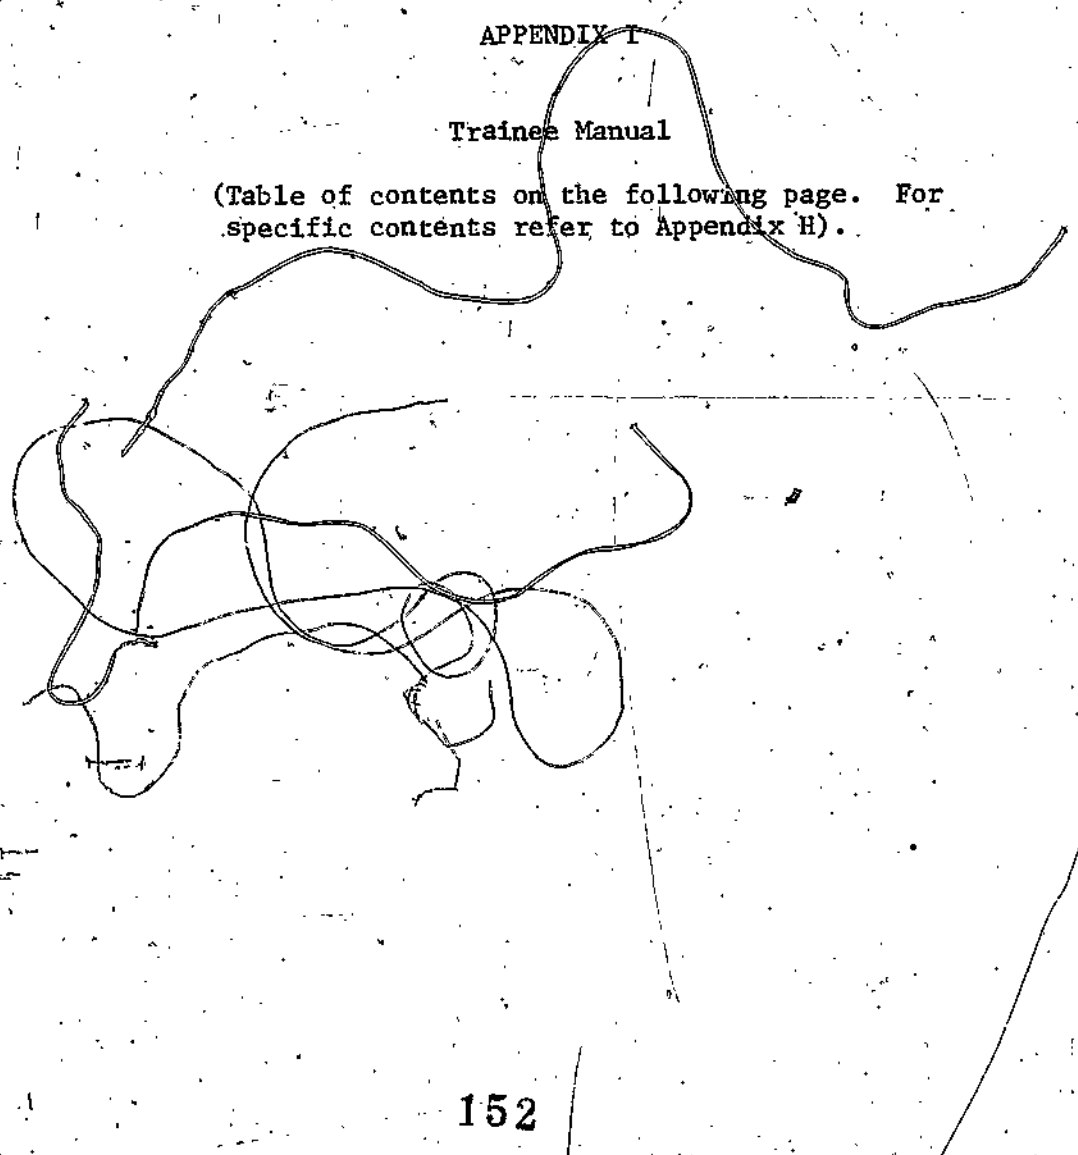 APPENDIX I
Trainee Manual
(Table of contents on the following page.  For
specific contents refer to Appendix H).
152